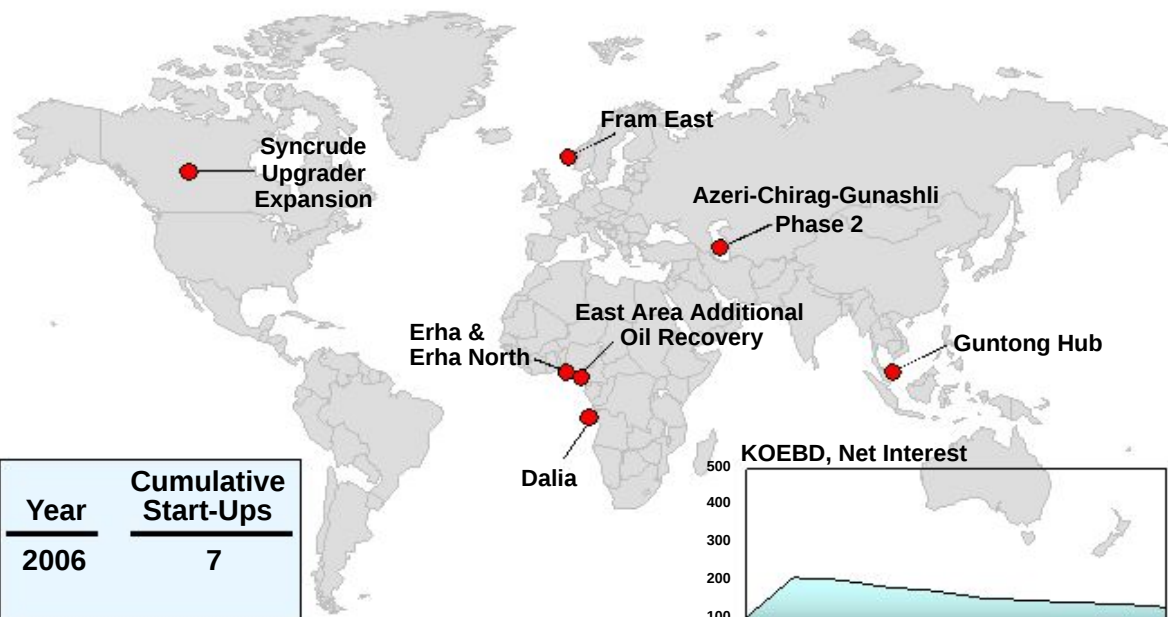 Fram East
Syncrude
Upgrader
Expansion
Azeri-Chirag-Gunashli
Phase 2
East Area Additional
Oil Recovery
Erha &
Erha North
Guntong Hub
Dalia
KOEBD, Net Interest
500
400
300
200
100
Year
Cumulative
Start-Ups
2006
7